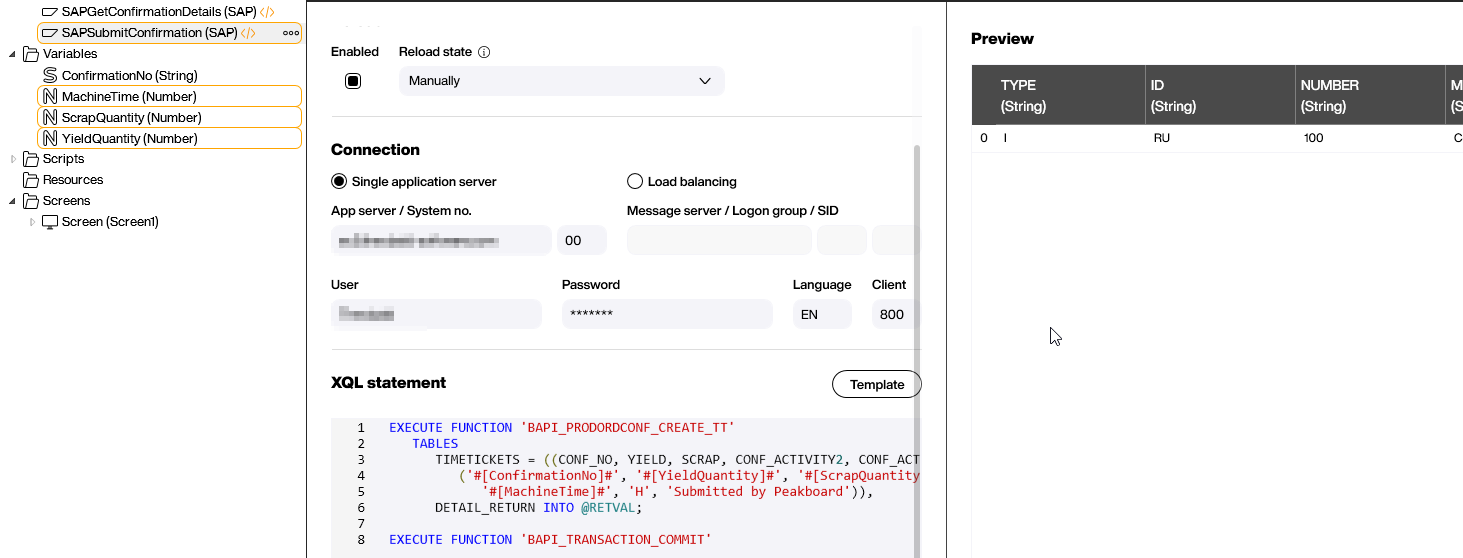 SAPGetConfirmationDetails (SAP) </>
SAPSubmitConfirmation (SAP) </>
Variables
ConfirmationNo (String)
MachineTime (Number)
ScrapQuantity (Number)
YieldQuantity (Number)
Scripts
Resources
Screens
Screen (Screen1)
Enabled Reload state
Manually
Connection
Single application server Load balancing
App server / System no. Message server / Logon group / SID
00
User Password Language Client
******* EN 800
XQL statement Template
1 EXECUTE FUNCTION 'BAPI_PRODORDCONF_CREATE_TT'
2 TABLES
3 TIMETICKETS = ((CONF_NO, YIELD, SCRAP, CONF_ACTIVITY2, CONF_ACT
4 ('#[ConfirmationNo]#', '#[YieldQuantity]#', '#[ScrapQuantity
5 '#[MachineTime]#', 'H', 'Submitted by Peakboard')),
6 DETAIL_RETURN INTO @RETVAL;
7
8 EXECUTE FUNCTION 'BAPI_TRANSACTION_COMMIT'
Preview
TYPE ID NUMBER M
(String) (String) (String) (S
0 I RU 100 C